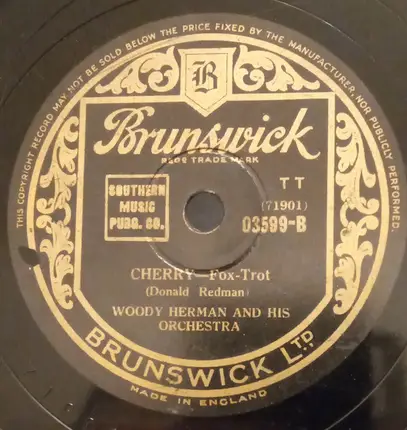 THIS COPYRIGHT RECORD MAY NOT BE SOLD BELOW THE PRICE FIXED BY THE MANUFACTURER, NOR PUBLICLY PERFORMED.
B
Brunswick
REGD TRADE MARK
SOUTHERN
MUSIC
PUBG. CO.
TT
(71901)
03599-B
CHERRY—Fox-Trot
(Donald Redman)
WOODY HERMAN AND HIS
ORCHESTRA
BRUNSWICK LTD
MADE IN ENGLAND